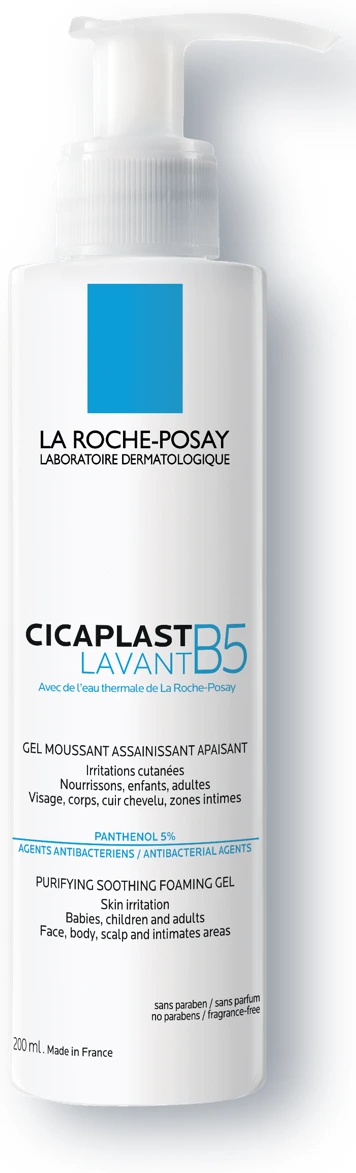 LA ROCHE-POSAY
LABORATOIRE DERMATOLOGIQUE
CICAPLAST B5
LAVANT
Avec de l'eau thermale de La Roche-Posay
GEL MOUSSANT ASSAINISSANT APAISANT
Irritations cutanées
Nourrissons, enfants, adultes
Visage, corps, cuir chevelu, zones intimes
PANTHENOL 5%
AGENTS ANTIBACTERIENS / ANTIBACTERIAL AGENTS
PURIFYING SOOTHING FOAMING GEL
Skin irritation
Babies, children and adults
Face, body, scalp and intimates areas
sans paraben / sans parfum
no parabens / fragrance-free
200 ml . Made in France